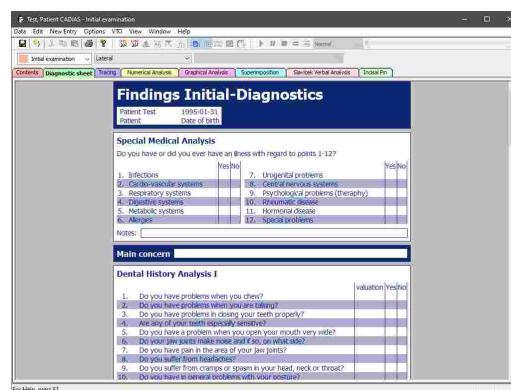 Test, Patient CADIAS - Initial examination
Data Edit New Entry Options VTO View Window Help
Normal
Initial examination Lateral
Contents Diagnostic sheet Tracing Numerical Analysis Graphical Analysis Superimposition Slavicek Verbal Analysis Incisal Pin
Findings Initial-Diagnostics
Patient Test 1995-01-31
Patient Date of birth
Special Medical Analysis
Do you have or did you ever have an illness with regard to points 1-12?
Yes No Yes No
1. Infections 7. Urogenital problems
2. Cardio-vascular systems 8. Central nervous systems
3. Respiratory systems 9. Psychological problems (theraphy)
4. Digestive systems 10. Rheumatic disease
5. Metabolic systems 11. Hormonal disease
6. Allergies 12. Special problems
Notes:
Main concern
Dental History Analysis I
valuation Yes No
1. Do you have problems when you chew?
2. Do you have problems when you are talking?
3. Do you have problems in closing your teeth properly?
4. Are any of your teeth especially sensitive?
5. Do you have a problem when you open your mouth very wide?
6. Do your jaw joints make noise and if so, on what side?
7. Do you have pain in the area of your jaw joints?
8. Do you suffer from headaches?
9. Do you suffer from cramps or spasm in your head, neck or throat?
10. Do you have in general problems with your posture?
For Help, press F1